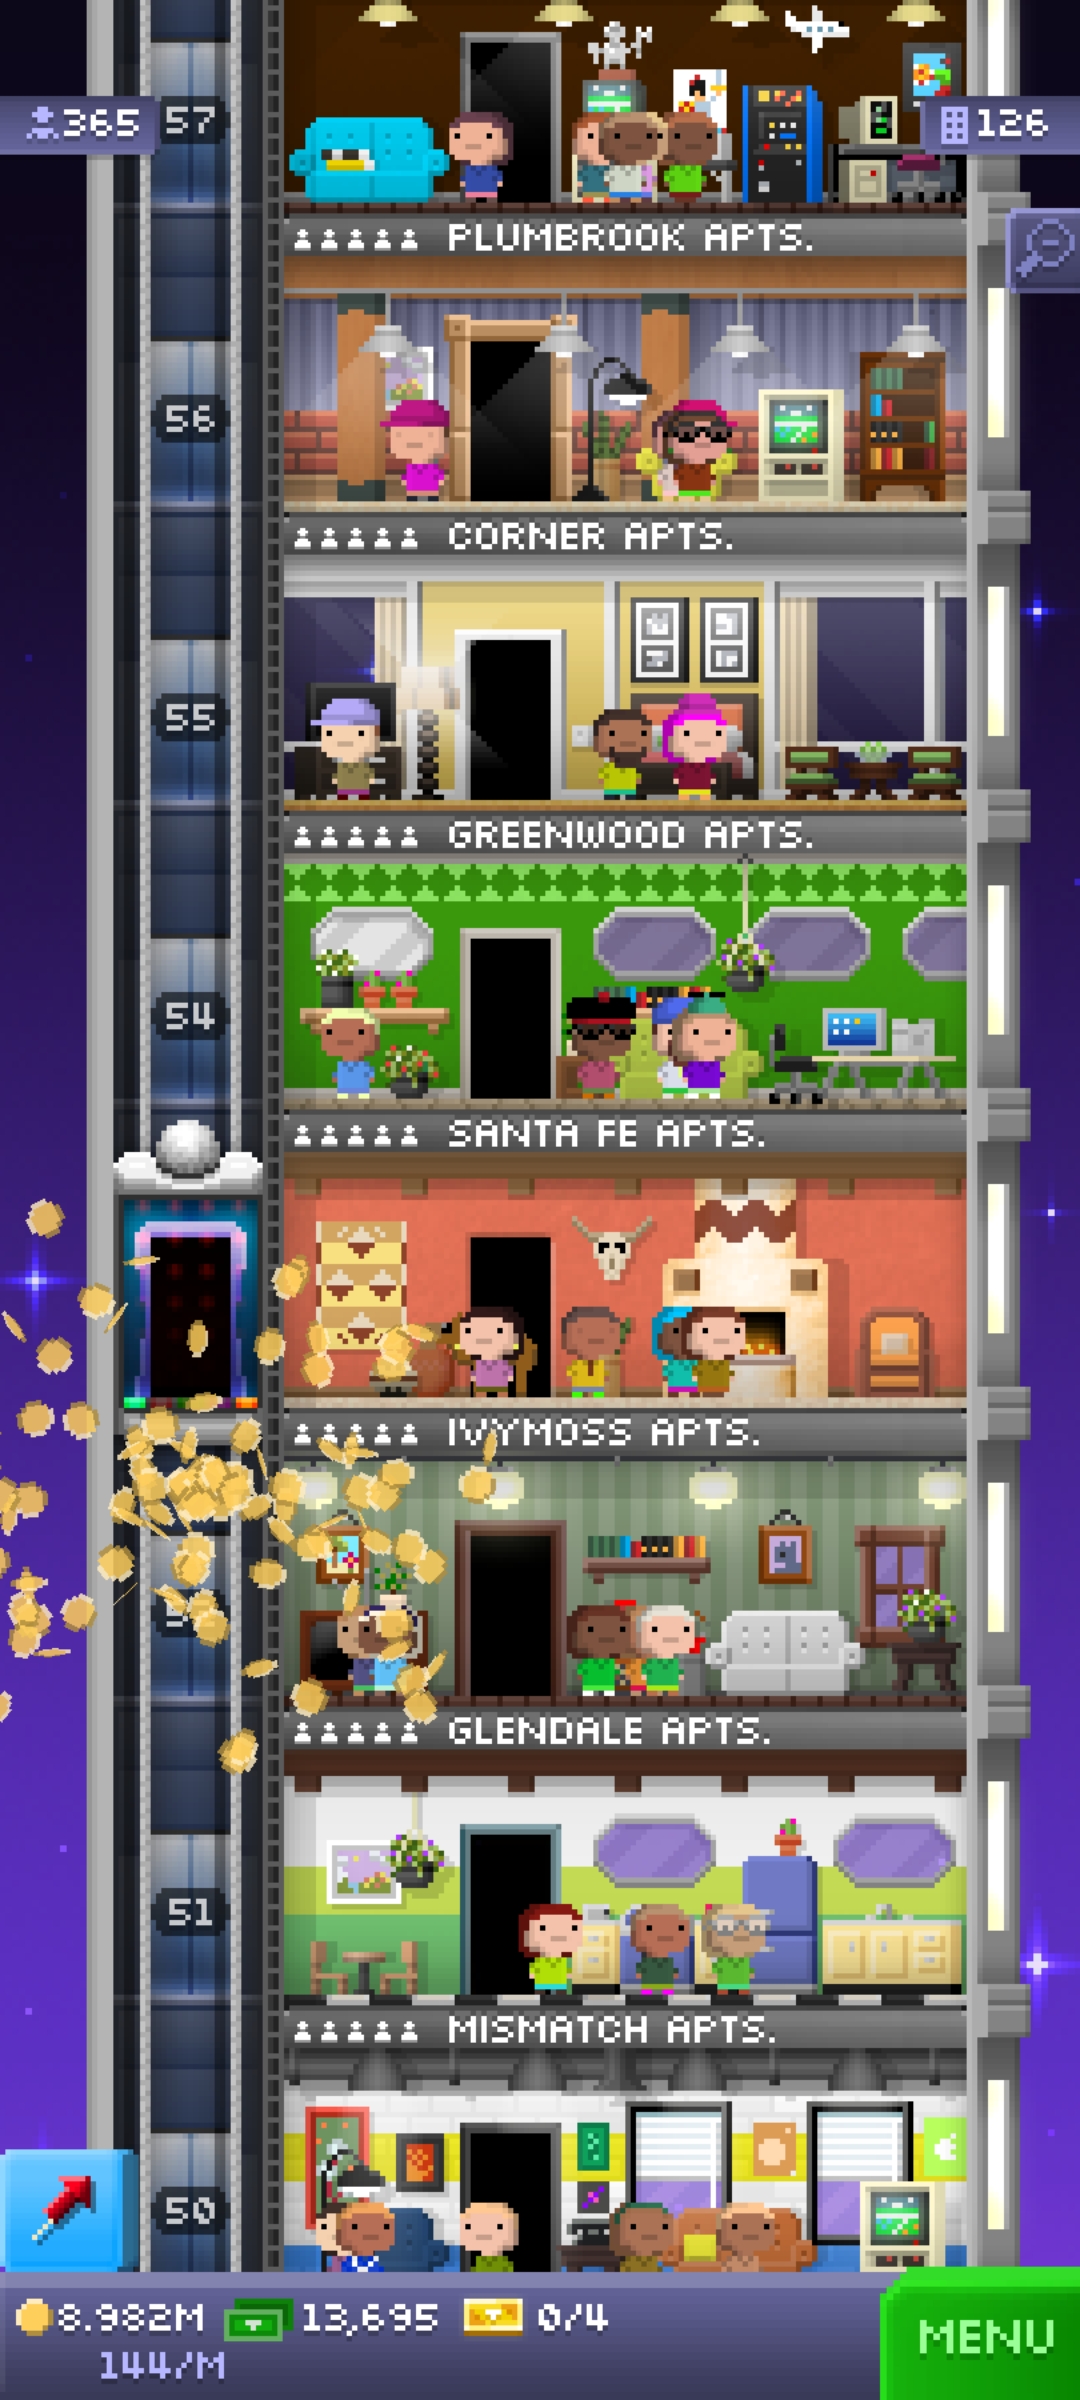 365
57
126
PLUMBROOK APTS.
56
CORNER APTS.
55
GREENWOOD APTS.
54
SANTA FE APTS.
IVYMOSS APTS.
GLENDALE APTS.
51
MISMATCH APTS.
50
8.982M
13,695
0/4
144/M
MENU